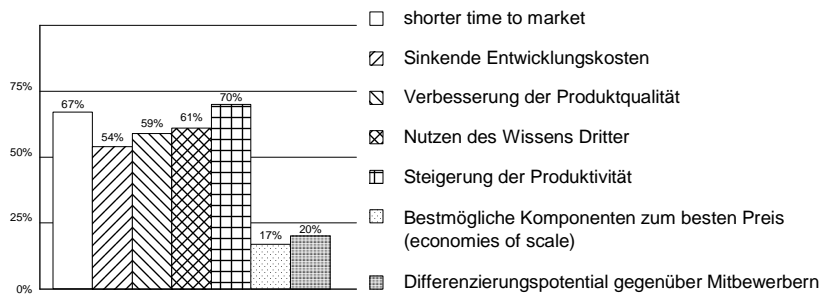 75%
50%
25%
0%
67%
54%
59%
61%
70%
17%
20%
shorter time to market
Sinkende Entwicklungskosten
Verbesserung der Produktqualität
Nutzen des Wissens Dritter
Steigerung der Produktivität
Bestmögliche Komponenten zum besten Preis
(economies of scale)
Differenzierungspotential gegenüber Mitbewerbern